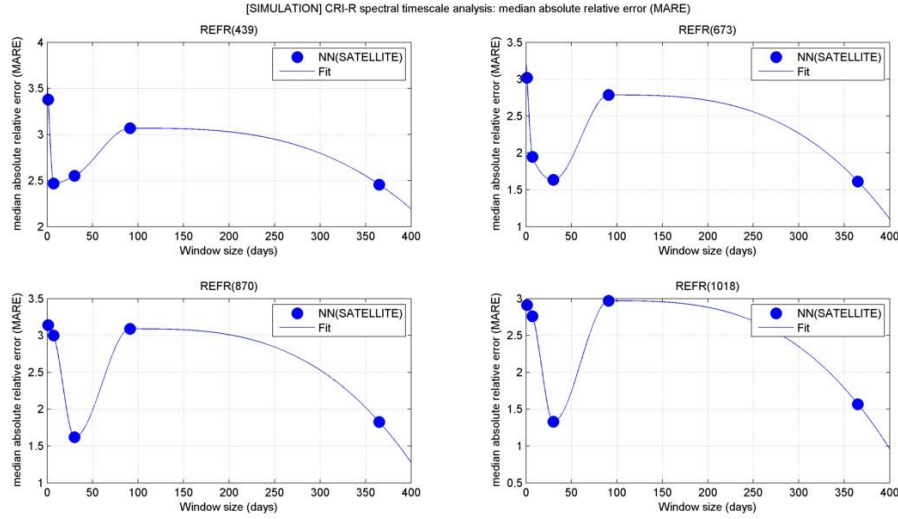 [SIMULATION] CRI-R spectral timescale analysis: median absolute relative error (MARE)
REFR(439)
median absolute relative error (MARE)
4
3.5
3
2.5
2
0 50 100 150 200 250 300 350 400
Window size (days)
NN(SATELLITE)
Fit
REFR(673)
median absolute relative error (MARE)
3.5
3
2.5
2
1.5
1
0 50 100 150 200 250 300 350 400
Window size (days)
NN(SATELLITE)
Fit
REFR(870)
median absolute relative error (MARE)
3.5
3
2.5
2
1.5
1
0 50 100 150 200 250 300 350 400
Window size (days)
NN(SATELLITE)
Fit
REFR(1018)
median absolute relative error (MARE)
3
2.5
2
1.5
1
0.5
0 50 100 150 200 250 300 350 400
Window size (days)
NN(SATELLITE)
Fit